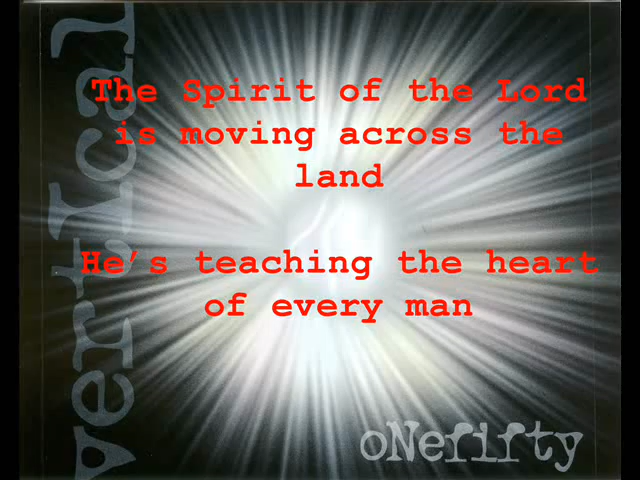 vertIcal
The Spirit of the Lord
is moving across the
land
He's teaching the heart
of every man
oNefifty